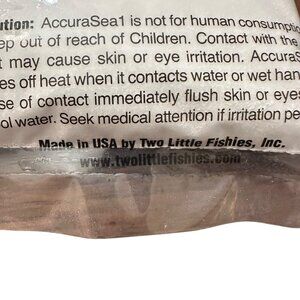 ution: AccuraSea1 is not for human consumption
ep out of reach of Children. Contact with the
t may cause skin or eye irritation. AccuraS
es off heat when it contacts water or wet han
se of contact immediately flush skin or eyes
ol water. Seek medical attention if irritation pe
Made in USA by Two Little Fishies, Inc.
www.twolittlefishies.com